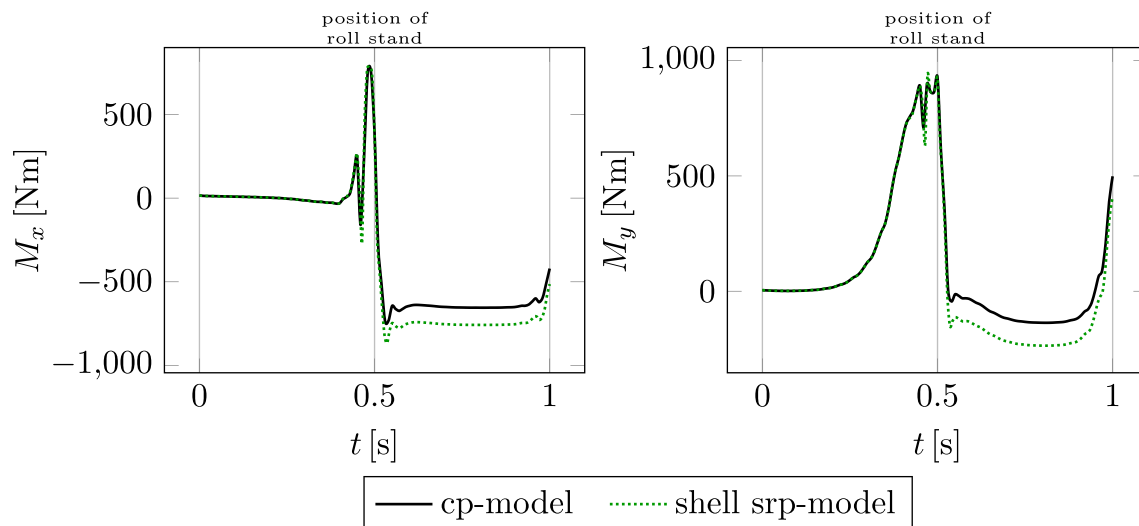 position of
roll stand
500
0
−500
−1,000
M_x [Nm]
0
0.5
1
t [s]
position of
roll stand
1,000
500
0
M_y [Nm]
0
0.5
1
t [s]
cp-model
shell srp-model